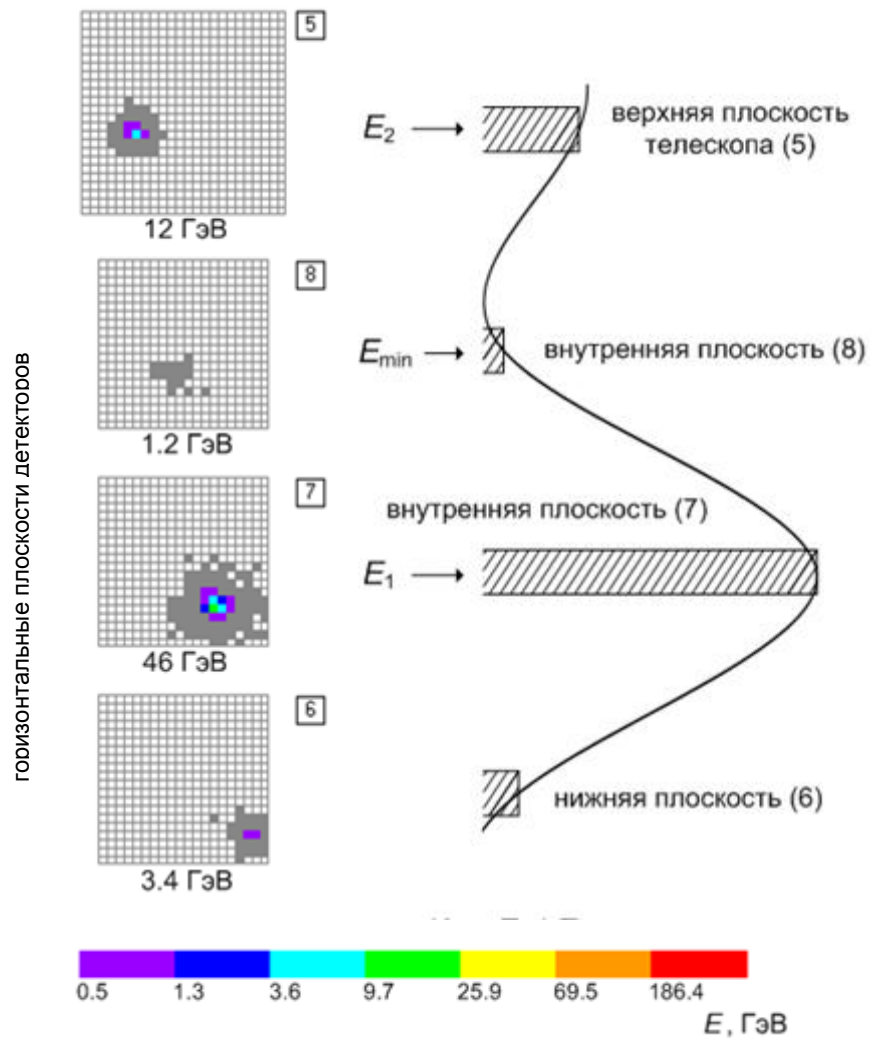 5
E₂
верхняя плоскость
телескопа (5)
12 ГэВ
8
Emin
внутренняя плоскость (8)
1.2 ГэВ
горизонтальные плоскости детекторов
7
внутренняя плоскость (7)
E₁
46 ГэВ
6
нижняя плоскость (6)
3.4 ГэВ
0.5 1.3 3.6 9.7 25.9 69.5 186.4
E, ГэВ